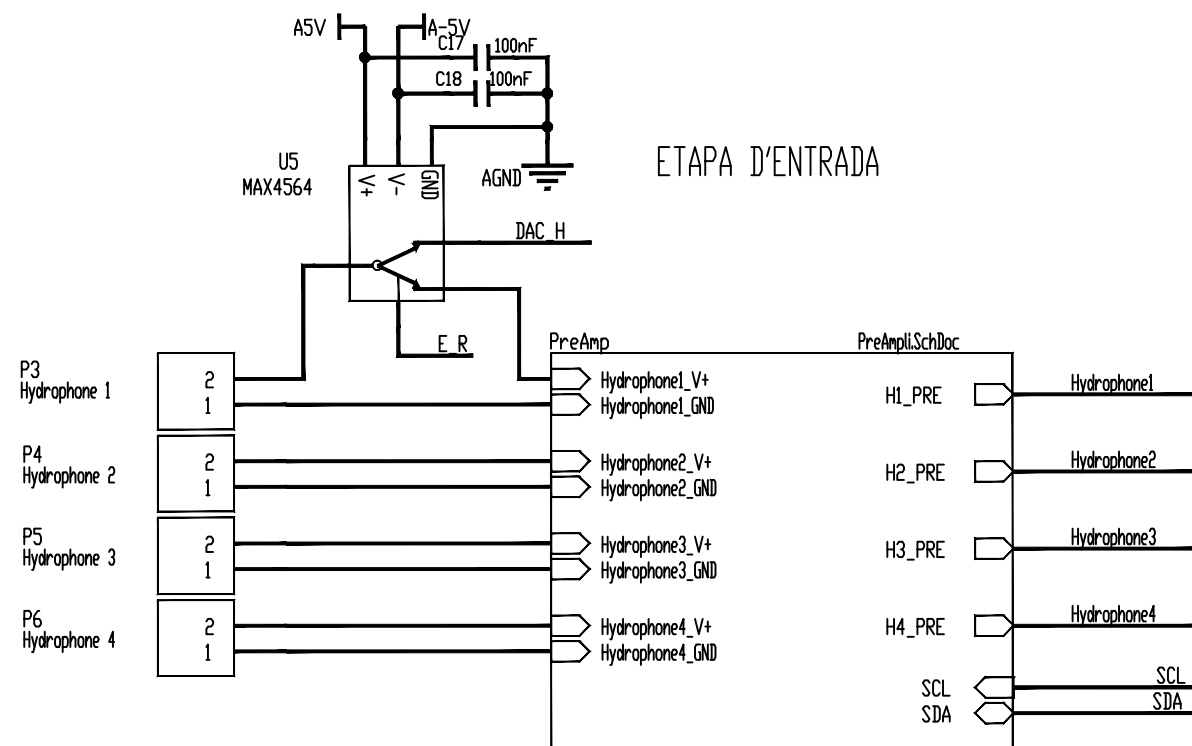 A5V
A-5V
C17
100nF
C18
100nF
U5
MAX4564
V+
V-
GND
AGND
ETAPA D'ENTRADA
DAC_H
E_R
PreAmp
PreAmpli.SchDoc
P3
Hydrophone 1
2
1
Hydrophone1_V+
Hydrophone1_GND
H1_PRE
Hydrophone1
P4
Hydrophone 2
2
1
Hydrophone2_V+
Hydrophone2_GND
H2_PRE
Hydrophone2
P5
Hydrophone 3
2
1
Hydrophone3_V+
Hydrophone3_GND
H3_PRE
Hydrophone3
P6
Hydrophone 4
2
1
Hydrophone4_V+
Hydrophone4_GND
H4_PRE
Hydrophone4
SCL
SCL
SDA
SDA